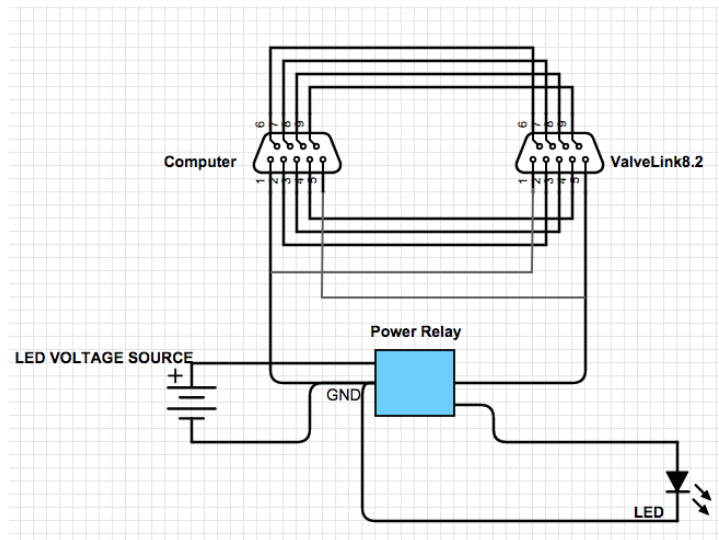 6 7 8 9
6 7 8 9
Computer
ValveLink8.2
1 2 3 4 5
1 2 3 4 5
Power Relay
LED VOLTAGE SOURCE
+
GND
LED